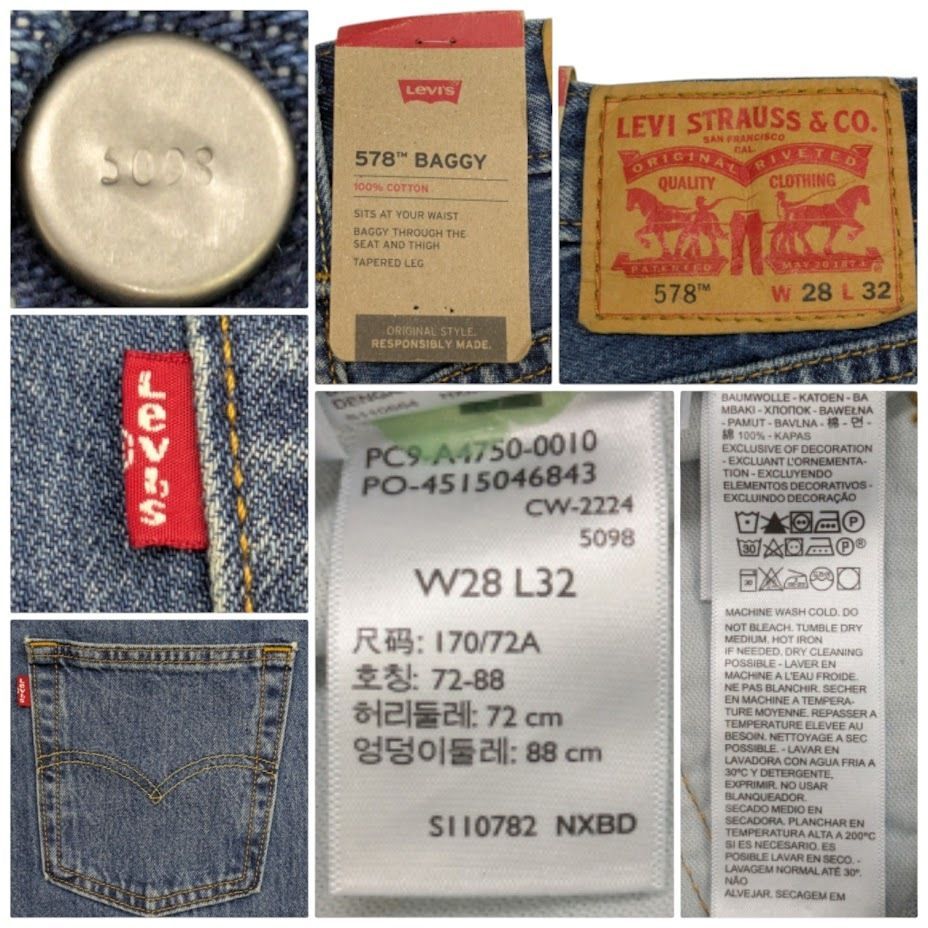 5098
Levi's
578™ BAGGY
100% COTTON
SITS AT YOUR WAIST
BAGGY THROUGH THE
SEAT AND THIGH
TAPERED LEG
ORIGINAL STYLE.
RESPONSIBLY MADE.
LEVI STRAUSS & CO.
SAN FRANCISCO
CAL.
ORIGINAL RIVETED
QUALITY CLOTHING
PATENTED MAY 20 1873
578™ W 28 L 32
Levi's
PC9 A4750-0010
PO-4515046843
CW-2224
5098
W28 L32
尺码: 170/72A
호칭: 72-88
허리둘레: 72 cm
엉덩이둘레: 88 cm
S110782 NXBD
BAUMWOLLE - KATOEN - BA
MBAKI - ΧΠΟΠΟΚ - BAWEŁNA
- PAMUT - BAVLNA - 棉 - 면 -
綿 100% - KAPAS
EXCLUSIVE OF DECORATION
- EXCLUANT L'ORNEMENTA-
TION - EXCLUYENDO
ELEMENTOS DECORATIVOS -
EXCLUINDO DECORAÇÃO
MACHINE WASH COLD. DO
NOT BLEACH. TUMBLE DRY
MEDIUM. HOT IRON
IF NEEDED. DRY CLEANING
POSSIBLE - LAVER EN
MACHINE A L'EAU FROIDE.
NE PAS BLANCHIR. SECHER
EN MACHINE A TEMPERA-
TURE MOYENNE. REPASSER A
TEMPERATURE ELEVEE AU
BESOIN. NETTOYAGE A SEC
POSSIBLE. - LAVAR EN
LAVADORA CON AGUA FRIA A
30ºC Y DETERGENTE,
EXPRIMIR. NO USAR
BLANQUEADOR.
SECADO MEDIO EN
SECADORA. PLANCHAR EN
TEMPERATURA ALTA A 200ºC
SI ES NECESARIO. ES
POSIBLE LAVAR EN SECO. -
LAVAGEM NORMAL ATÉ 30º.
NÃO
ALVEJAR. SECAGEM EM